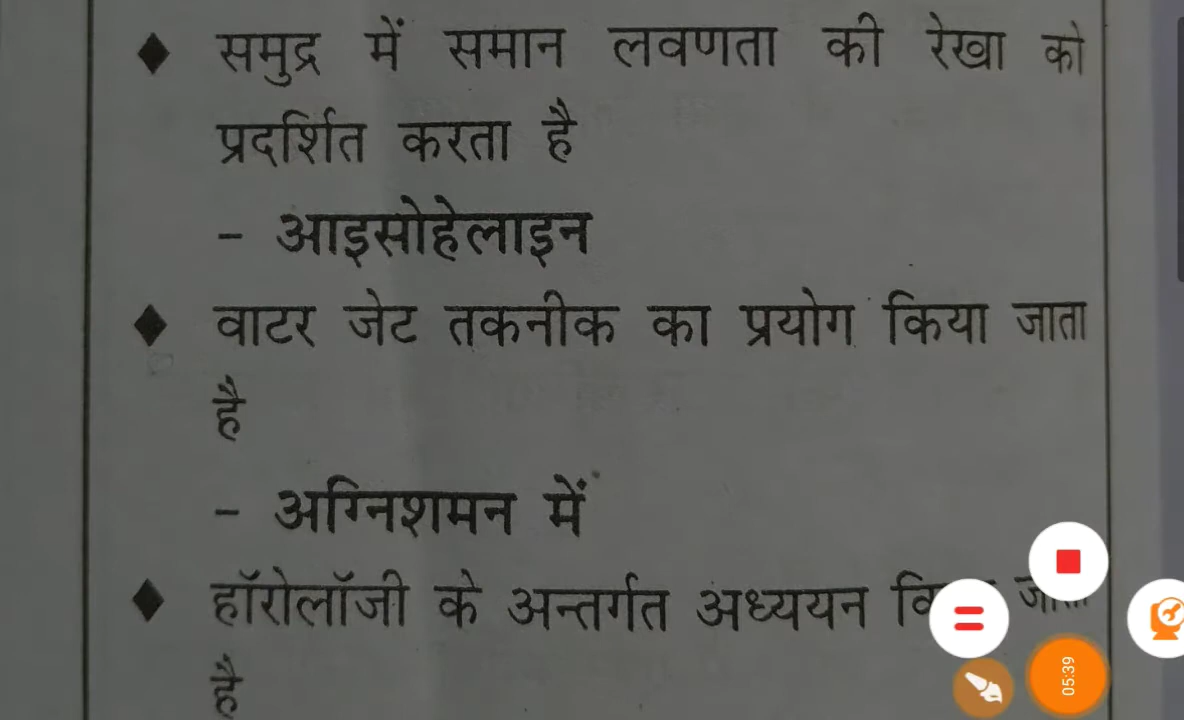 ♦ समुद्र में समान लवणता की रेखा को
प्रदर्शित करता है
- आइसोहेलाइन
♦ वाटर जेट तकनीक का प्रयोग किया जाता
है
- अग्निशमन में
♦ हॉरोलॉजी के अन्तर्गत अध्ययन
है
05:39